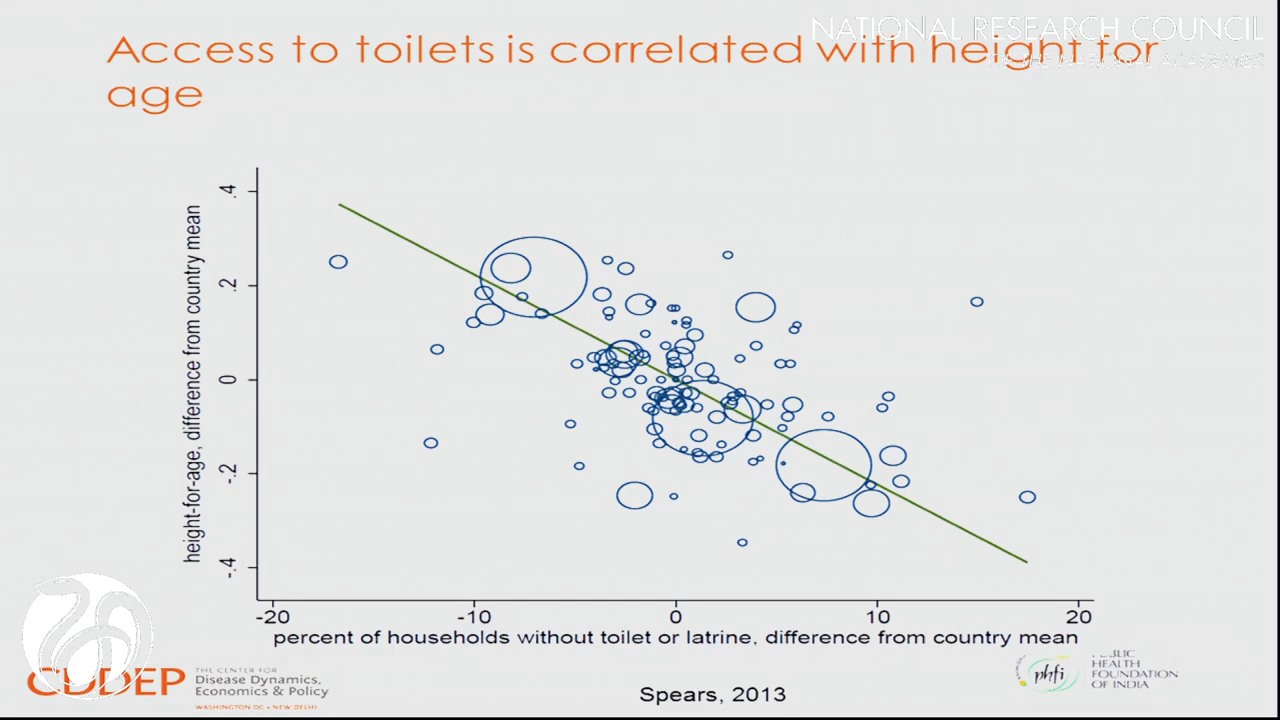 NATIONAL RESEARCH COUNCIL
Access to toilets is correlated with height for
age
height-for-age, difference from country mean
.4
.2
0
-.2
-.4
-20 -10 0 10 20
percent of households without toilet or latrine, difference from country mean
CDDEP
THE CENTER FOR
Disease Dynamics,
Economics & Policy
WASHINGTON DC • NEW DELHI
Spears, 2013
phfi
PUBLIC
HEALTH
FOUNDATION
OF INDIA